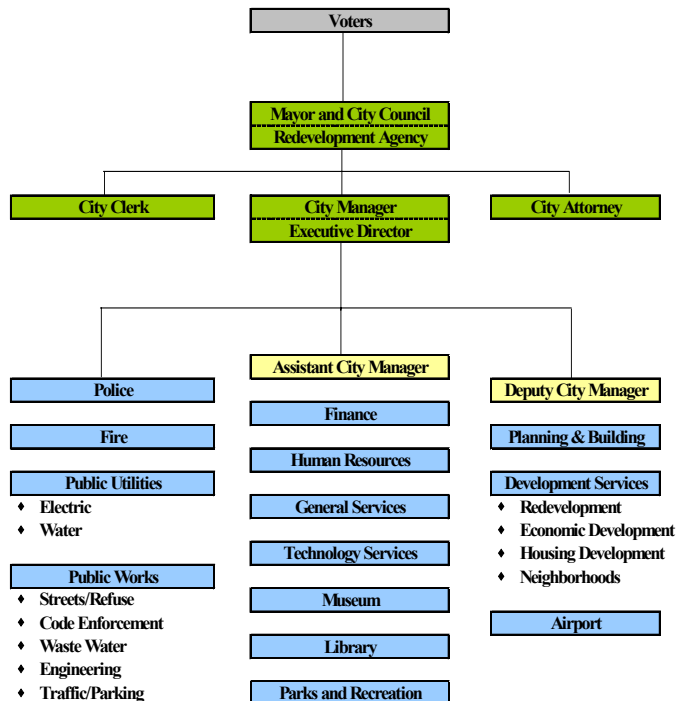 Voters
Mayor and City Council
Redevelopment Agency
City Clerk
City Manager
Executive Director
City Attorney
Police
Fire
Public Utilities
♦ Electric
♦ Water
Public Works
♦ Streets/Refuse
♦ Code Enforcement
♦ Waste Water
♦ Engineering
♦ Traffic/Parking
Assistant City Manager
Finance
Human Resources
General Services
Technology Services
Museum
Library
Parks and Recreation
Deputy City Manager
Planning & Building
Development Services
♦ Redevelopment
♦ Economic Development
♦ Housing Development
♦ Neighborhoods
Airport